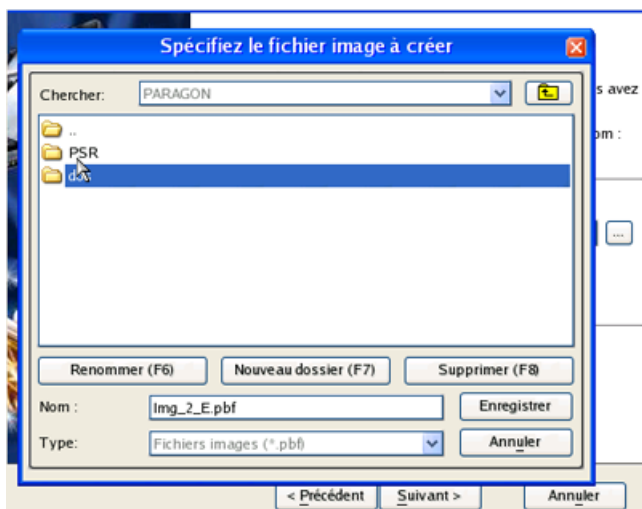 Spécifiez le fichier image à créer
Chercher: PARAGON
s avez
..
om :
PSR
...
Renommer (F6) Nouveau dossier (F7) Supprimer (F8)
Nom : Img_2_E.pbf Enregistrer
Type: Fichiers images (*.pbf) Annuler
< Précédent Suivant > Annuler